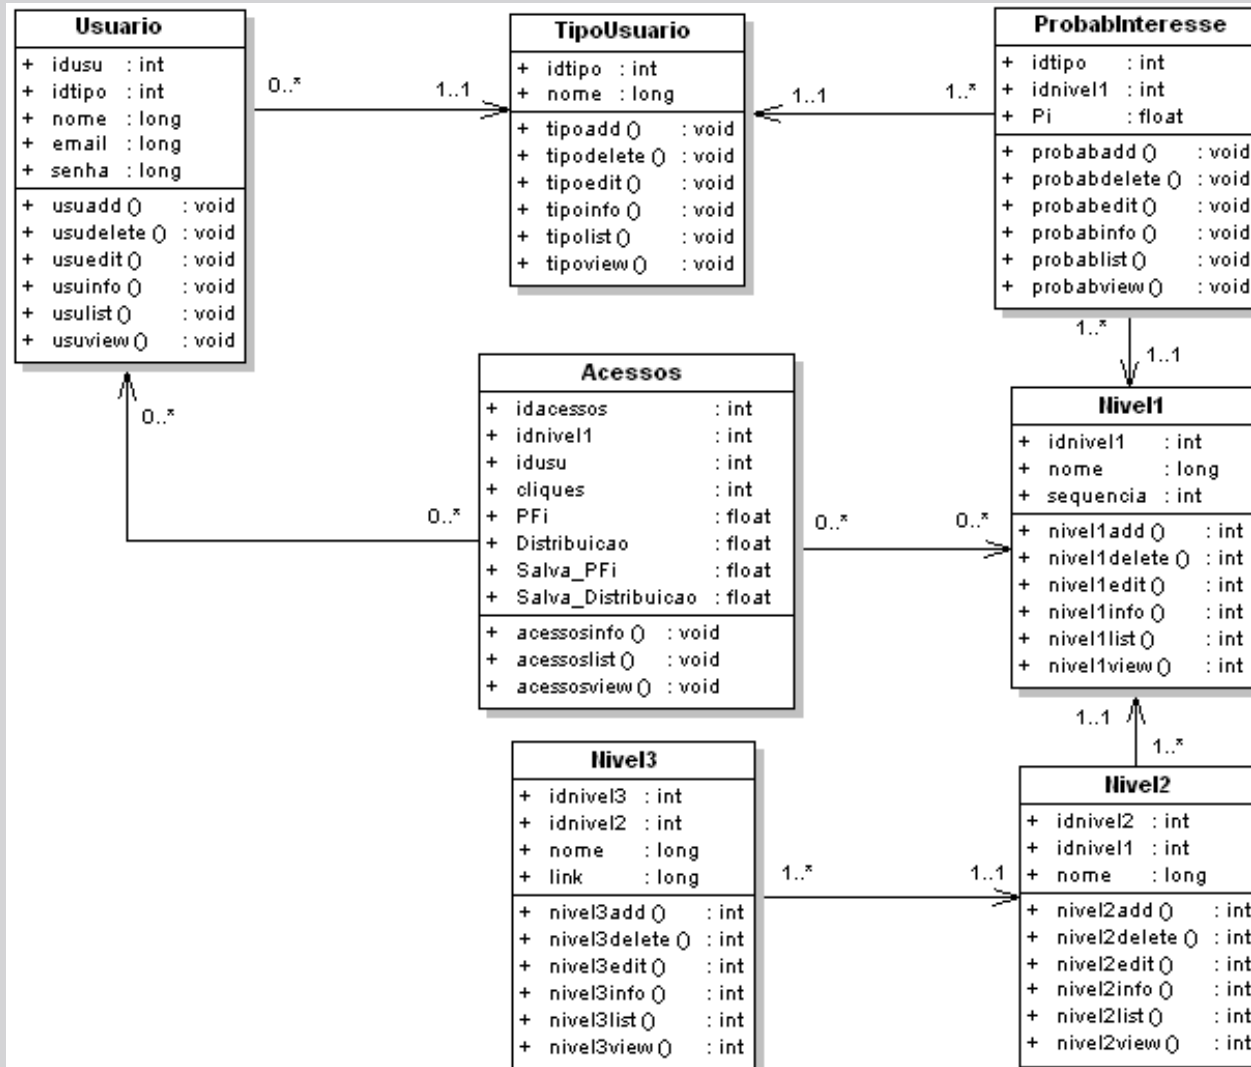 Usuario
+ idusu : int
+ idtipo : int
+ nome : long
+ email : long
+ senha : long
+ usuadd () : void
+ usudelete () : void
+ usuedit () : void
+ usuinfo () : void
+ usulist () : void
+ usuview () : void
0..*
1..1
TipoUsuario
+ idtipo : int
+ nome : long
+ tipoadd () : void
+ tipodelete () : void
+ tipoedit () : void
+ tipoinfo () : void
+ tipolist () : void
+ tipoview () : void
1..1
1..*
ProbabInteresse
+ idtipo : int
+ idnivel1 : int
+ Pi : float
+ probabadd () : void
+ probabdelete () : void
+ probabedit () : void
+ probabinfo () : void
+ probablist () : void
+ probabview () : void
1..*
1..1
0..*
0..*
Acessos
+ idacessos : int
+ idnivel1 : int
+ idusu : int
+ cliques : int
+ PFi : float
+ Distribuicao : float
+ Salva_PFi : float
+ Salva_Distribuicao : float
+ acessosinfo () : void
+ acessoslist () : void
+ acessosview () : void
0..*
0..*
Nivel1
+ idnivel1 : int
+ nome : long
+ sequencia : int
+ nivel1add () : int
+ nivel1delete () : int
+ nivel1edit () : int
+ nivel1info () : int
+ nivel1list () : int
+ nivel1view () : int
1..1
1..*
Nivel3
+ idnivel3 : int
+ idnivel2 : int
+ nome : long
+ link : long
+ nivel3add () : int
+ nivel3delete () : int
+ nivel3edit () : int
+ nivel3info () : int
+ nivel3list () : int
+ nivel3view () : int
1..*
1..1
Nivel2
+ idnivel2 : int
+ idnivel1 : int
+ nome : long
+ nivel2add () : int
+ nivel2delete () : int
+ nivel2edit () : int
+ nivel2info () : int
+ nivel2list () : int
+ nivel2view () : int